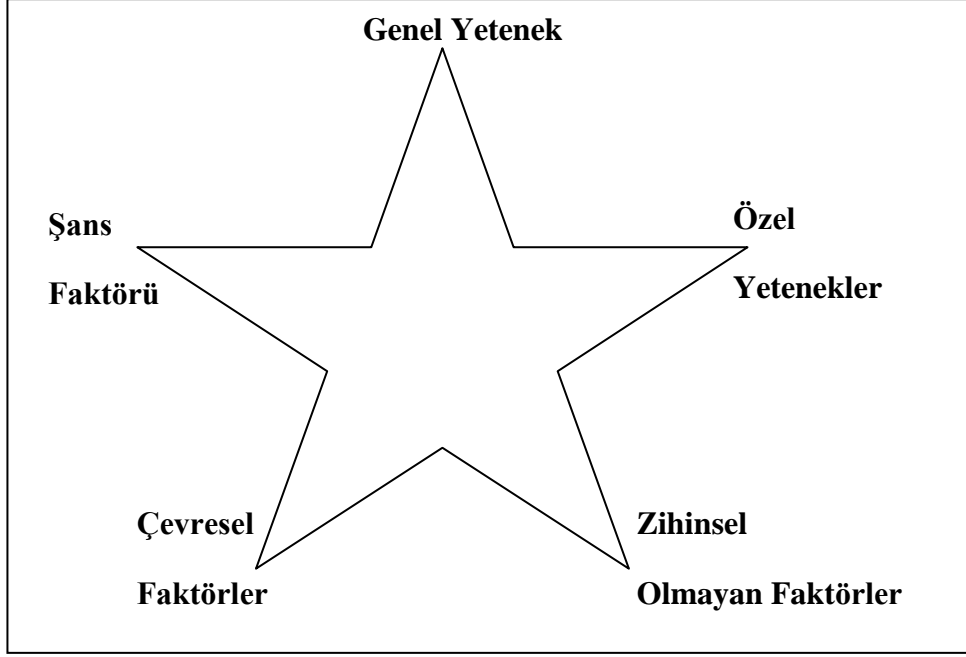 Genel Yetenek
Şans
Faktörü
Özel
Yetenekler
Çevresel
Faktörler
Zihinsel
Olmayan Faktörler